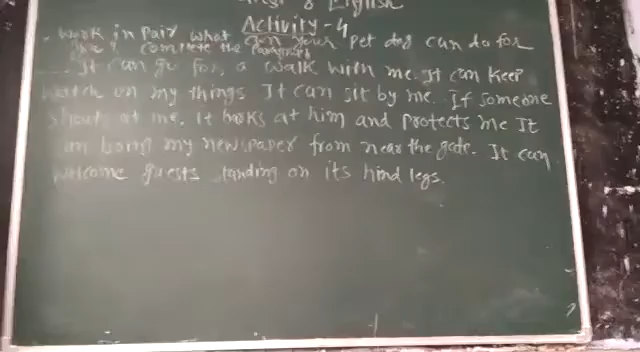 & English
Activity-4
. Work in pair what can your pet dog can do for
you? complete the paragraph
It can go for, a walk with me. It can keep
watch on my things. It can sit by me. If someone
shouts at me. It barks at him and protects me It
can bring my newspaper from near the gate. It can
welcome guests standing on its hind legs.